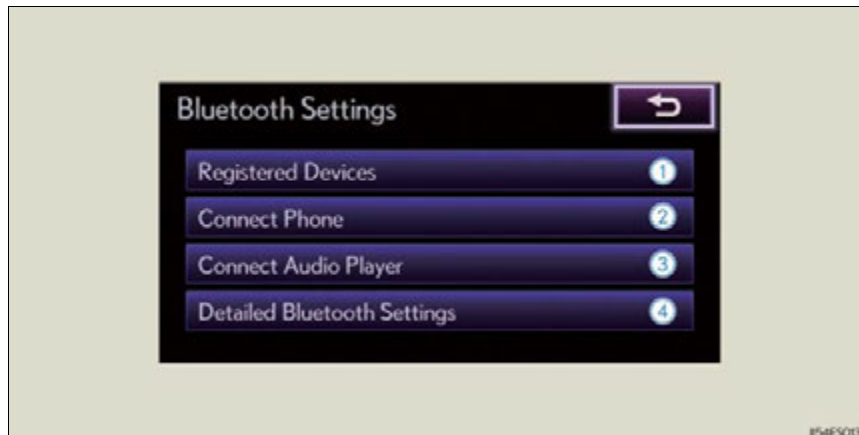 Bluetooth Settings
Registered Devices 1
Connect Phone 2
Connect Audio Player 3
Detailed Bluetooth Settings 4